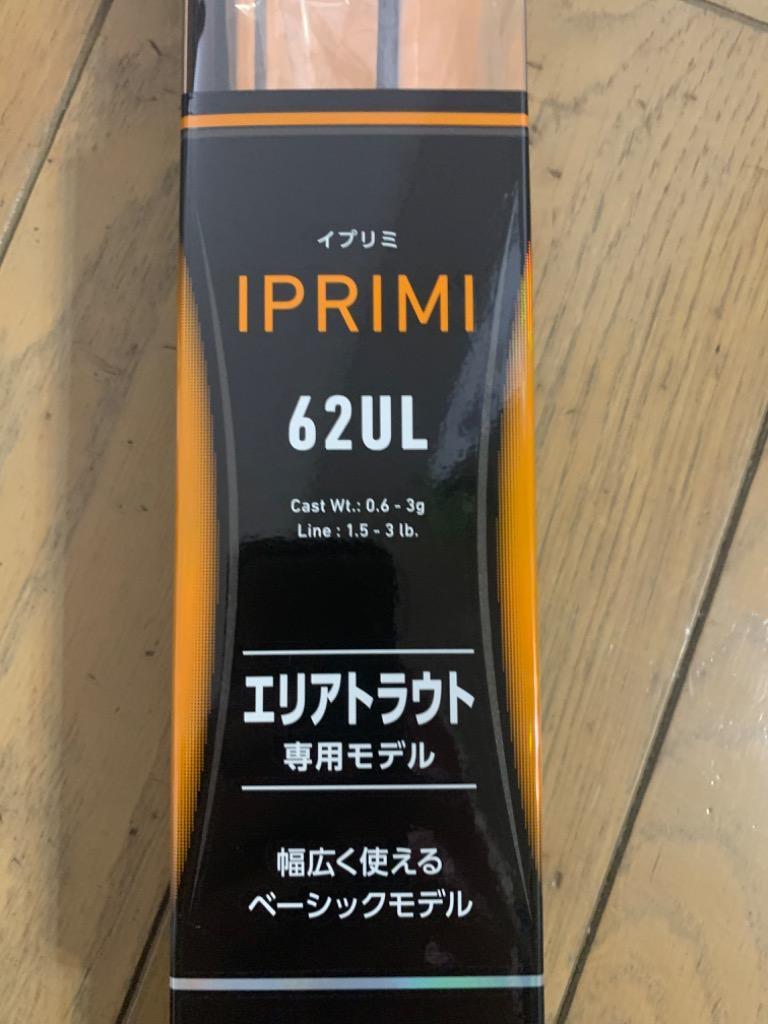 イプリミ
IPRIMI
62UL
Cast Wt.: 0.6 - 3g
Line : 1.5 - 3 lb.
エリアトラウト
専用モデル
幅広く使える
ベーシックモデル